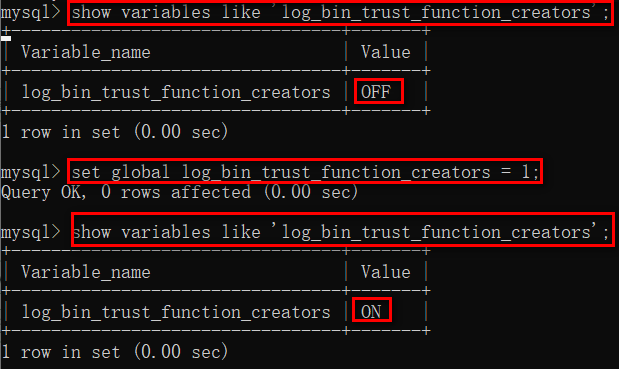 mysql> show variables like 'log_bin_trust_function_creators';
+---------------------------------+-------+
| Variable_name                   | Value |
+---------------------------------+-------+
| log_bin_trust_function_creators | OFF   |
+---------------------------------+-------+
1 row in set (0.00 sec)
mysql> set global log_bin_trust_function_creators = 1;
Query OK, 0 rows affected (0.00 sec)
mysql> show variables like 'log_bin_trust_function_creators';
+---------------------------------+-------+
| Variable_name                   | Value |
+---------------------------------+-------+
| log_bin_trust_function_creators | ON    |
+---------------------------------+-------+
1 row in set (0.00 sec)